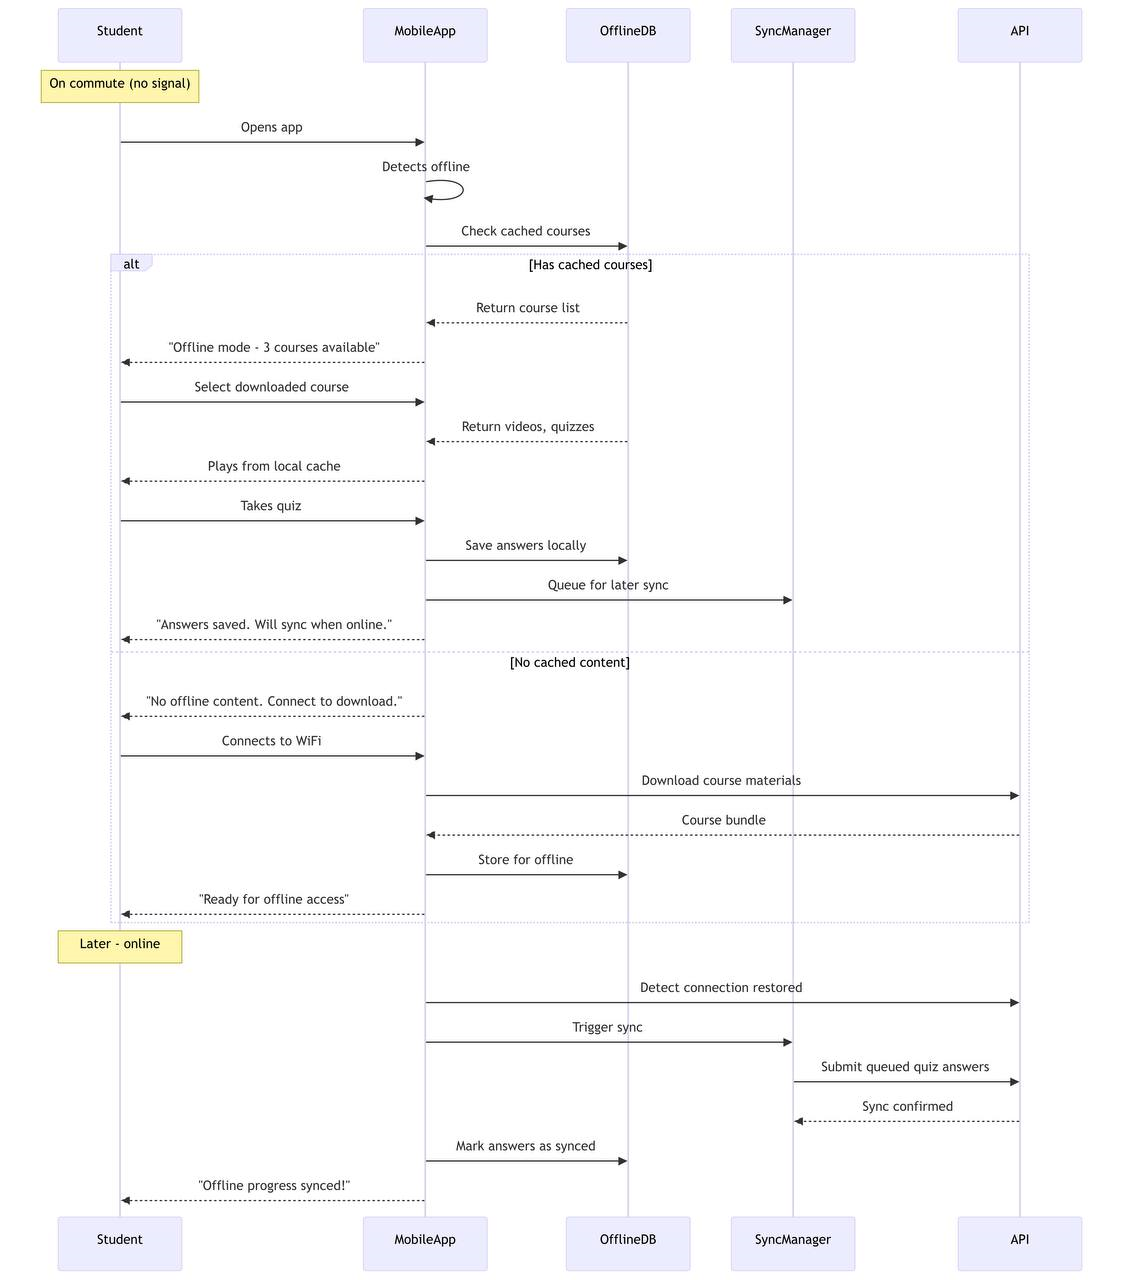 Student
MobileApp
OfflineDB
SyncManager
API
On commute (no signal)
Opens app
Detects offline
Check cached courses
alt
[Has cached courses]
Return course list
"Offline mode - 3 courses available"
Select downloaded course
Return videos, quizzes
Plays from local cache
Takes quiz
Save answers locally
Queue for later sync
"Answers saved. Will sync when online."
[No cached content]
"No offline content. Connect to download."
Connects to WiFi
Download course materials
Course bundle
Store for offline
"Ready for offline access"
Later - online
Detect connection restored
Trigger sync
Submit queued quiz answers
Sync confirmed
Mark answers as synced
"Offline progress synced!"
Student
MobileApp
OfflineDB
SyncManager
API